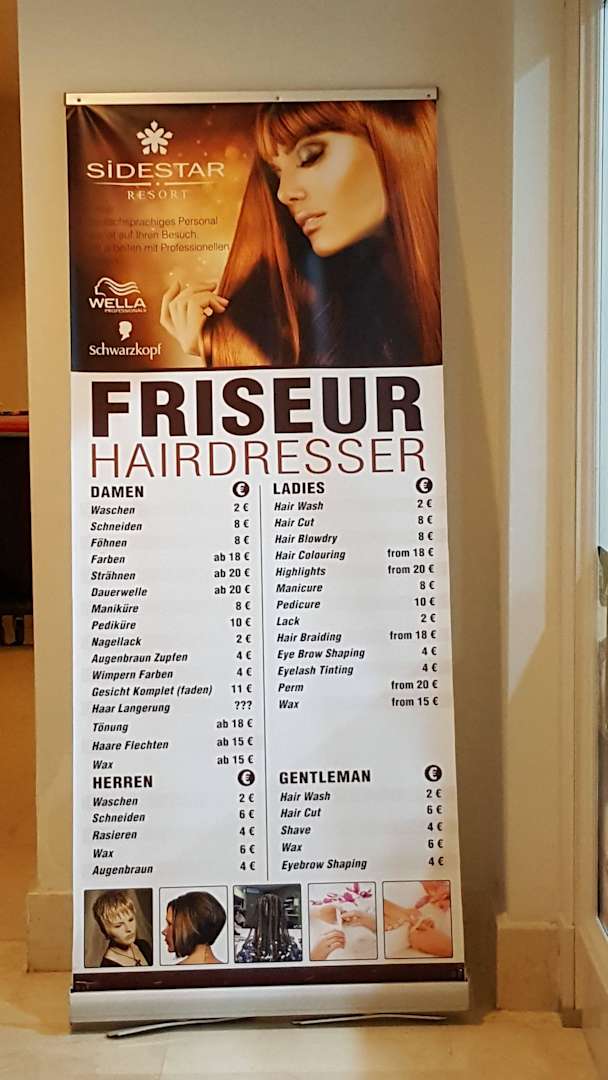 SiDESTAR
RESORT
Personal
auf Ihren Besuch.
mit Professionellen
WELLA
PROFESSIONALS
Schwarzkopf
FRISEUR
HAIRDRESSER
DAMEN €
Waschen 2 €
Schneiden 8 €
Föhnen 8 €
Farben ab 18 €
Strähnen ab 20 €
Dauerwelle ab 20 €
Maniküre 8 €
Pediküre 10 €
Nagellack 2 €
Augenbraun Zupfen 4 €
Wimpern Farben 4 €
Gesicht Komplet (faden) 11 €
Haar Langerung ???
Tönung ab 18 €
Haare Flechten ab 15 €
Wax ab 15 €
LADIES €
Hair Wash 2 €
Hair Cut 8 €
Hair Blowdry 8 €
Hair Colouring from 18 €
Highlights from 20 €
Manicure 8 €
Pedicure 10 €
Lack 2 €
Hair Braiding from 18 €
Eye Brow Shaping 4 €
Eyelash Tinting 4 €
Perm from 20 €
Wax from 15 €
HERREN €
Waschen 2 €
Schneiden 6 €
Rasieren 4 €
Wax 6 €
Augenbraun 4 €
GENTLEMAN €
Hair Wash 2 €
Hair Cut 6 €
Shave 4 €
Wax 6 €
Eyebrow Shaping 4 €